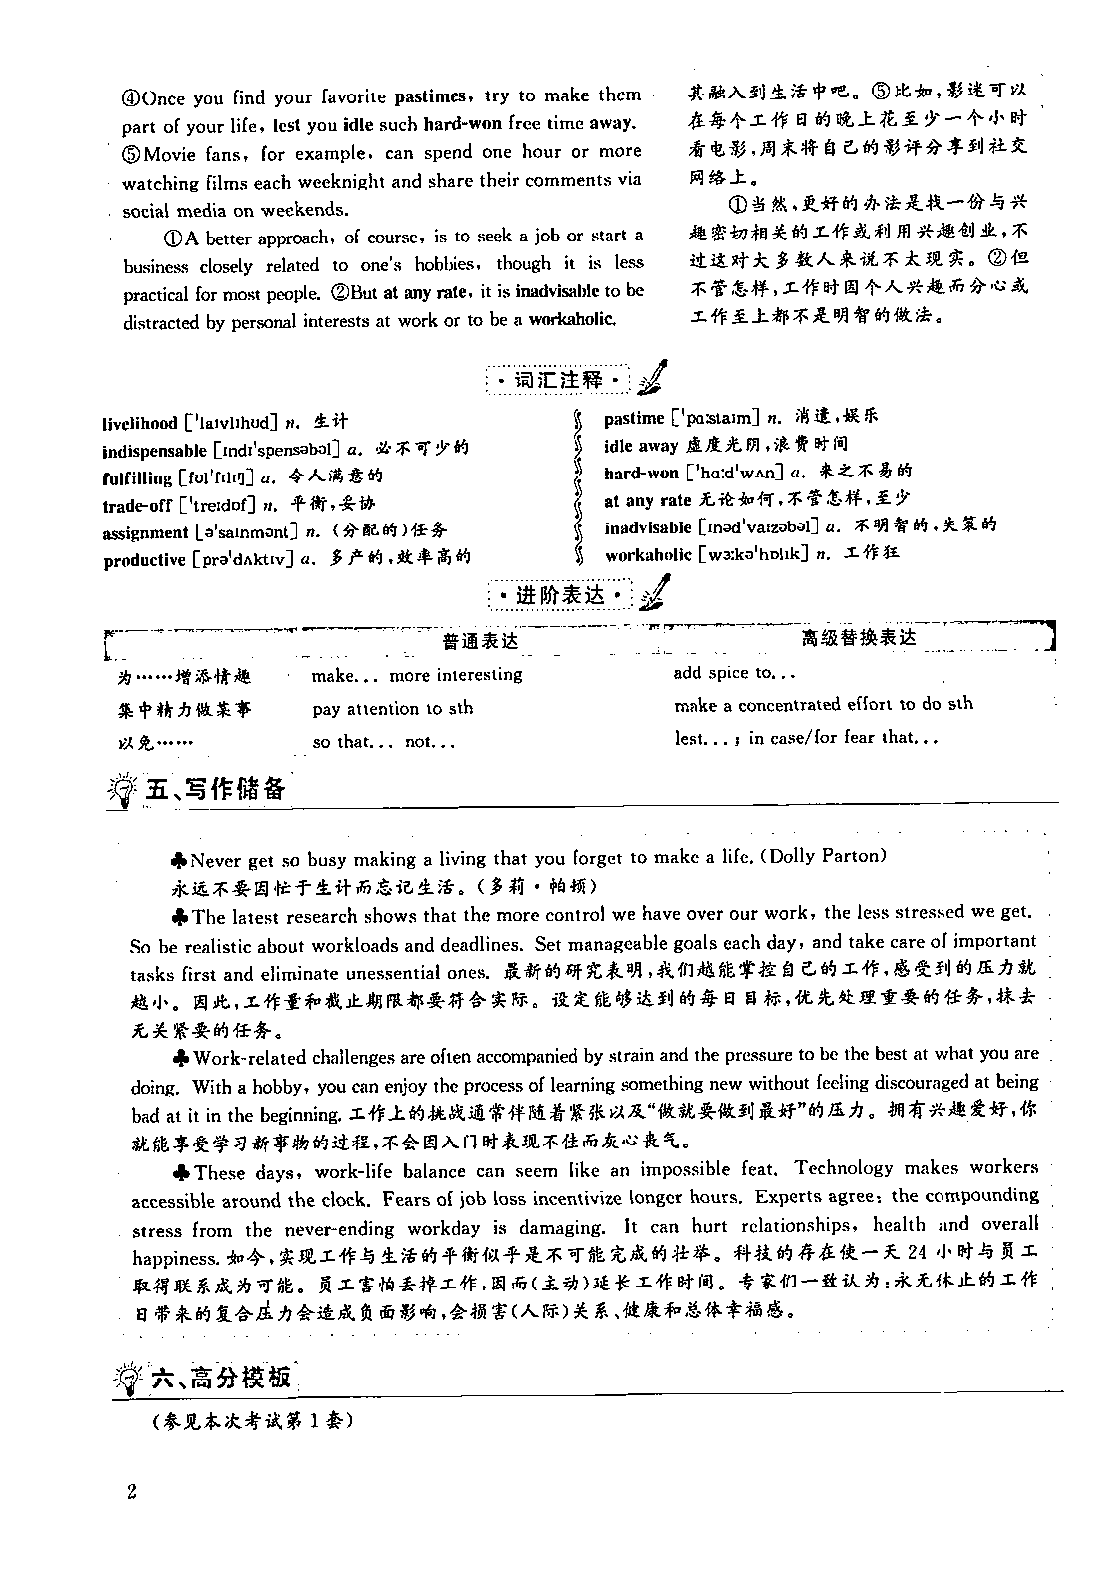 ④Once you find your favorite pastimes, try to make them
part of your life, lest you idle such hard-won free time away.
⑤Movie fans, for example, can spend one hour or more
watching films each weeknight and share their comments via
social media on weekends.
①A better approach, of course, is to seek a job or start a
business closely related to one's hobbies, though it is less
practical for most people. ②But at any rate, it is inadvisable to be
distracted by personal interests at work or to be a workaholic.
其融入到生活中吧。⑤比如,影迷可以
在每个工作日的晚上花至少一个小时
看电影,周末将自己的影评分享到社交
网络上。
①当然,更好的办法是找一份与兴
趣密切相关的工作或利用兴趣创业,不
过这对大多数人来说不太现实。②但
不管怎样,工作时因个人兴趣而分心或
工作至上都不是明智的做法。
·词汇注释·
livelihood [ˈlaɪvlɪhʊd] n. 生计
indispensable [ɪndɪˈspensəbəl] a. 必不可少的
fulfilling [fʊlˈfɪlɪŋ] a. 令人满意的
trade-off [ˈtreɪdɒf] n. 平衡,妥协
assignment [əˈsaɪnmənt] n. (分配的)任务
productive [prəˈdʌktɪv] a. 多产的,效率高的
pastime [ˈpɑːstaɪm] n. 消遣,娱乐
idle away 虚度光阴,浪费时间
hard-won [ˈhɑːdˈwʌn] a. 来之不易的
at any rate 无论如何,不管怎样,至少
inadvisable [ɪnədˈvaɪzəbəl] a. 不明智的,失策的
workaholic [wɜːkəˈhɒlɪk] n. 工作狂
·进阶表达·
普通表达 高级替换表达
为……增添情趣 make... more interesting add spice to...
集中精力做某事 pay attention to sth make a concentrated effort to do sth
以免…… so that... not... lest...; in case/for fear that...
五、写作储备
♣Never get so busy making a living that you forget to make a life. (Dolly Parton)
永远不要因忙于生计而忘记生活。(多莉·帕顿)
♣The latest research shows that the more control we have over our work, the less stressed we get.
So be realistic about workloads and deadlines. Set manageable goals each day, and take care of important
tasks first and eliminate unessential ones. 最新的研究表明,我们越能掌控自己的工作,感受到的压力就
越小。因此,工作量和截止期限都要符合实际。设定能够达到的每日目标,优先处理重要的任务,抹去
无关紧要的任务。
♣Work-related challenges are often accompanied by strain and the pressure to be the best at what you are
doing. With a hobby, you can enjoy the process of learning something new without feeling discouraged at being
bad at it in the beginning. 工作上的挑战通常伴随着紧张以及“做就要做到最好”的压力。拥有兴趣爱好,你
就能享受学习新事物的过程,不会因入门时表现不佳而灰心丧气。
♣These days, work-life balance can seem like an impossible feat. Technology makes workers
accessible around the clock. Fears of job loss incentivize longer hours. Experts agree: the compounding
stress from the never-ending workday is damaging. It can hurt relationships, health and overall
happiness. 如今,实现工作与生活的平衡似乎是不可能完成的壮举。科技的存在使一天 24 小时与员工
取得联系成为可能。员工害怕丢掉工作,因而(主动)延长工作时间。专家们一致认为:永无休止的工作
日带来的复合压力会造成负面影响,会损害(人际)关系、健康和总体幸福感。
六、高分模板
(参见本次考试第 1 套)
2